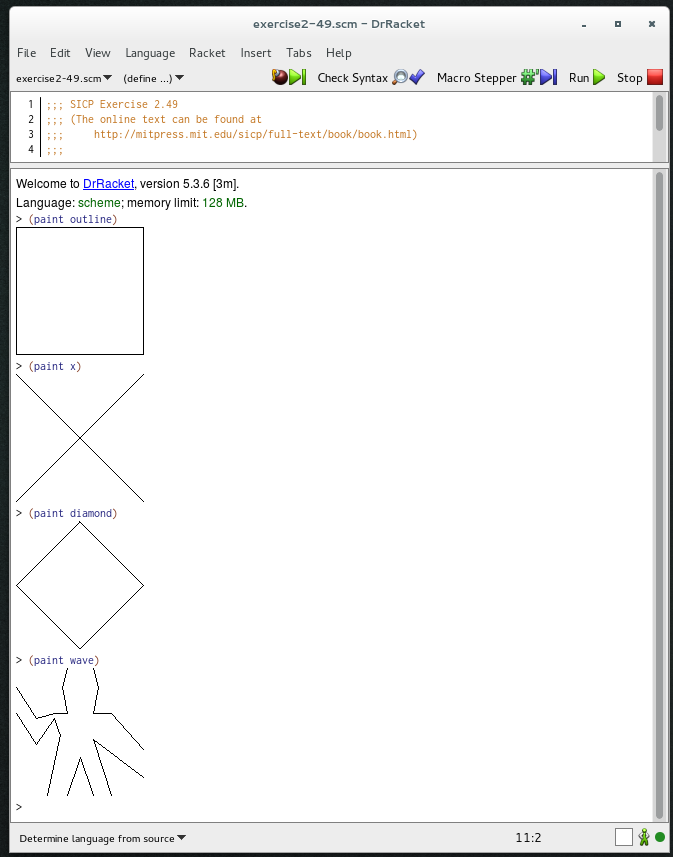 exercise2-49.scm - DrRacket
File Edit View Language Racket Insert Tabs Help
exercise2-49.scm (define ...) Check Syntax Macro Stepper Run Stop
1 ;;; SICP Exercise 2.49
2 ;;; (The online text can be found at
3 ;;;     http://mitpress.mit.edu/sicp/full-text/book/book.html)
4 ;;;
Welcome to DrRacket, version 5.3.6 [3m].
Language: scheme; memory limit: 128 MB.
> (paint outline)
> (paint x)
> (paint diamond)
> (paint wave)
>
Determine language from source 11:2